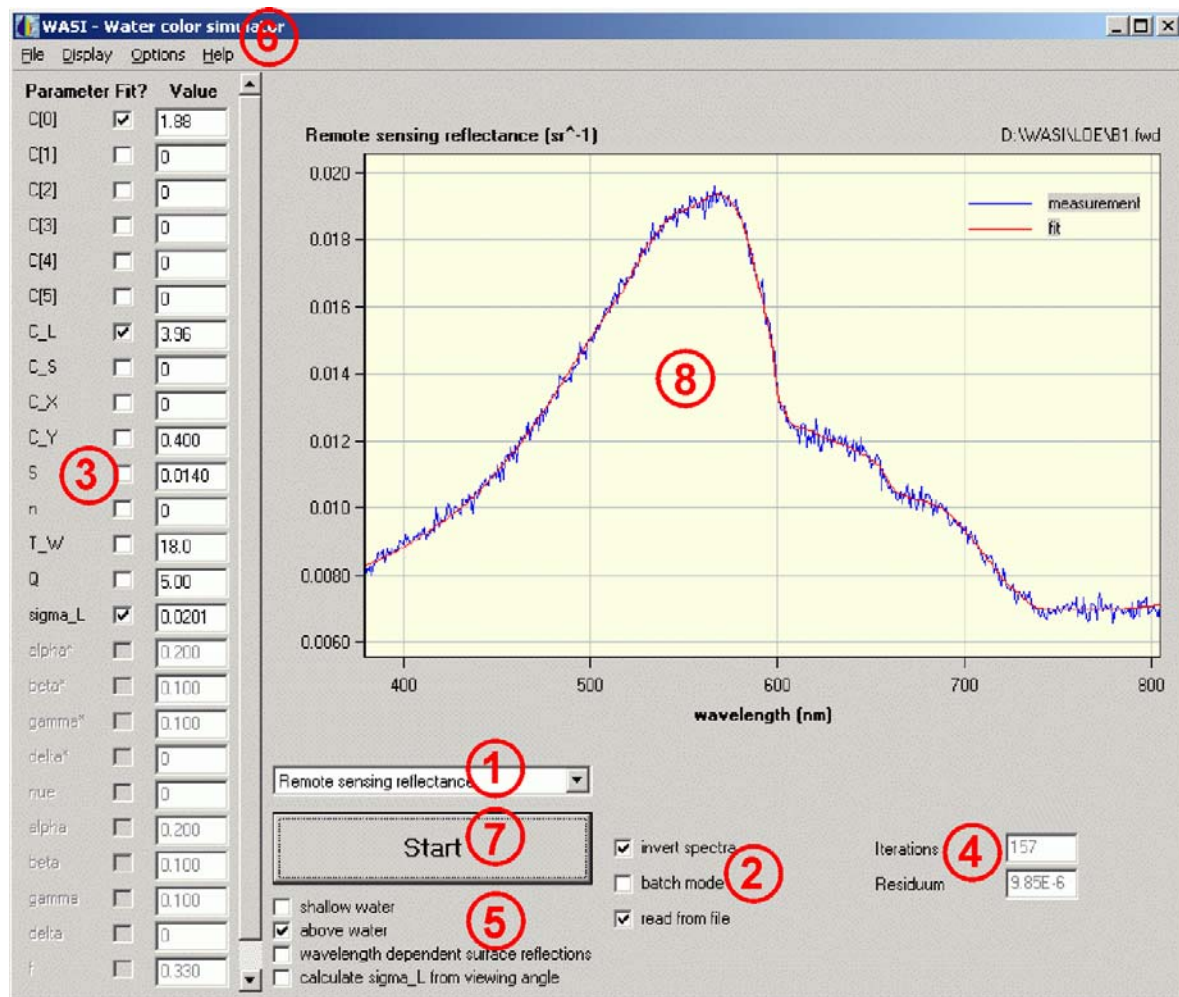 WASI - Water color simulator
File Display Options Help
6
Parameter Fit? Value
C[0] 1.88
C[1] 0
C[2] 0
C[3] 0
C[4] 0
C[5] 0
C_L 3.96
C_S 0
C_X 0
C_Y 0.400
S 0.0140
3
n 0
T_W 18.0
Q 5.00
sigma_L 0.0201
alpha* 0.200
beta* 0.100
gamma* 0.100
delta* 0
nue 0
alpha 0.200
beta 0.100
gamma 0.100
delta 0
f 0.330
Remote sensing reflectance (sr^-1)
D:\WASI\LOE\B1.fwd
measurement
fit
0.020
0.018
0.016
0.014
0.012
0.010
0.0080
0.0060
8
400 500 600 700 800
wavelength (nm)
Remote sensing reflectance
1
Start
7
invert spectra
batch mode
2
read from file
Iterations 157
4
Residuum 9.85E-6
shallow water
5
above water
wavelength dependent surface reflections
calculate sigma_L from viewing angle